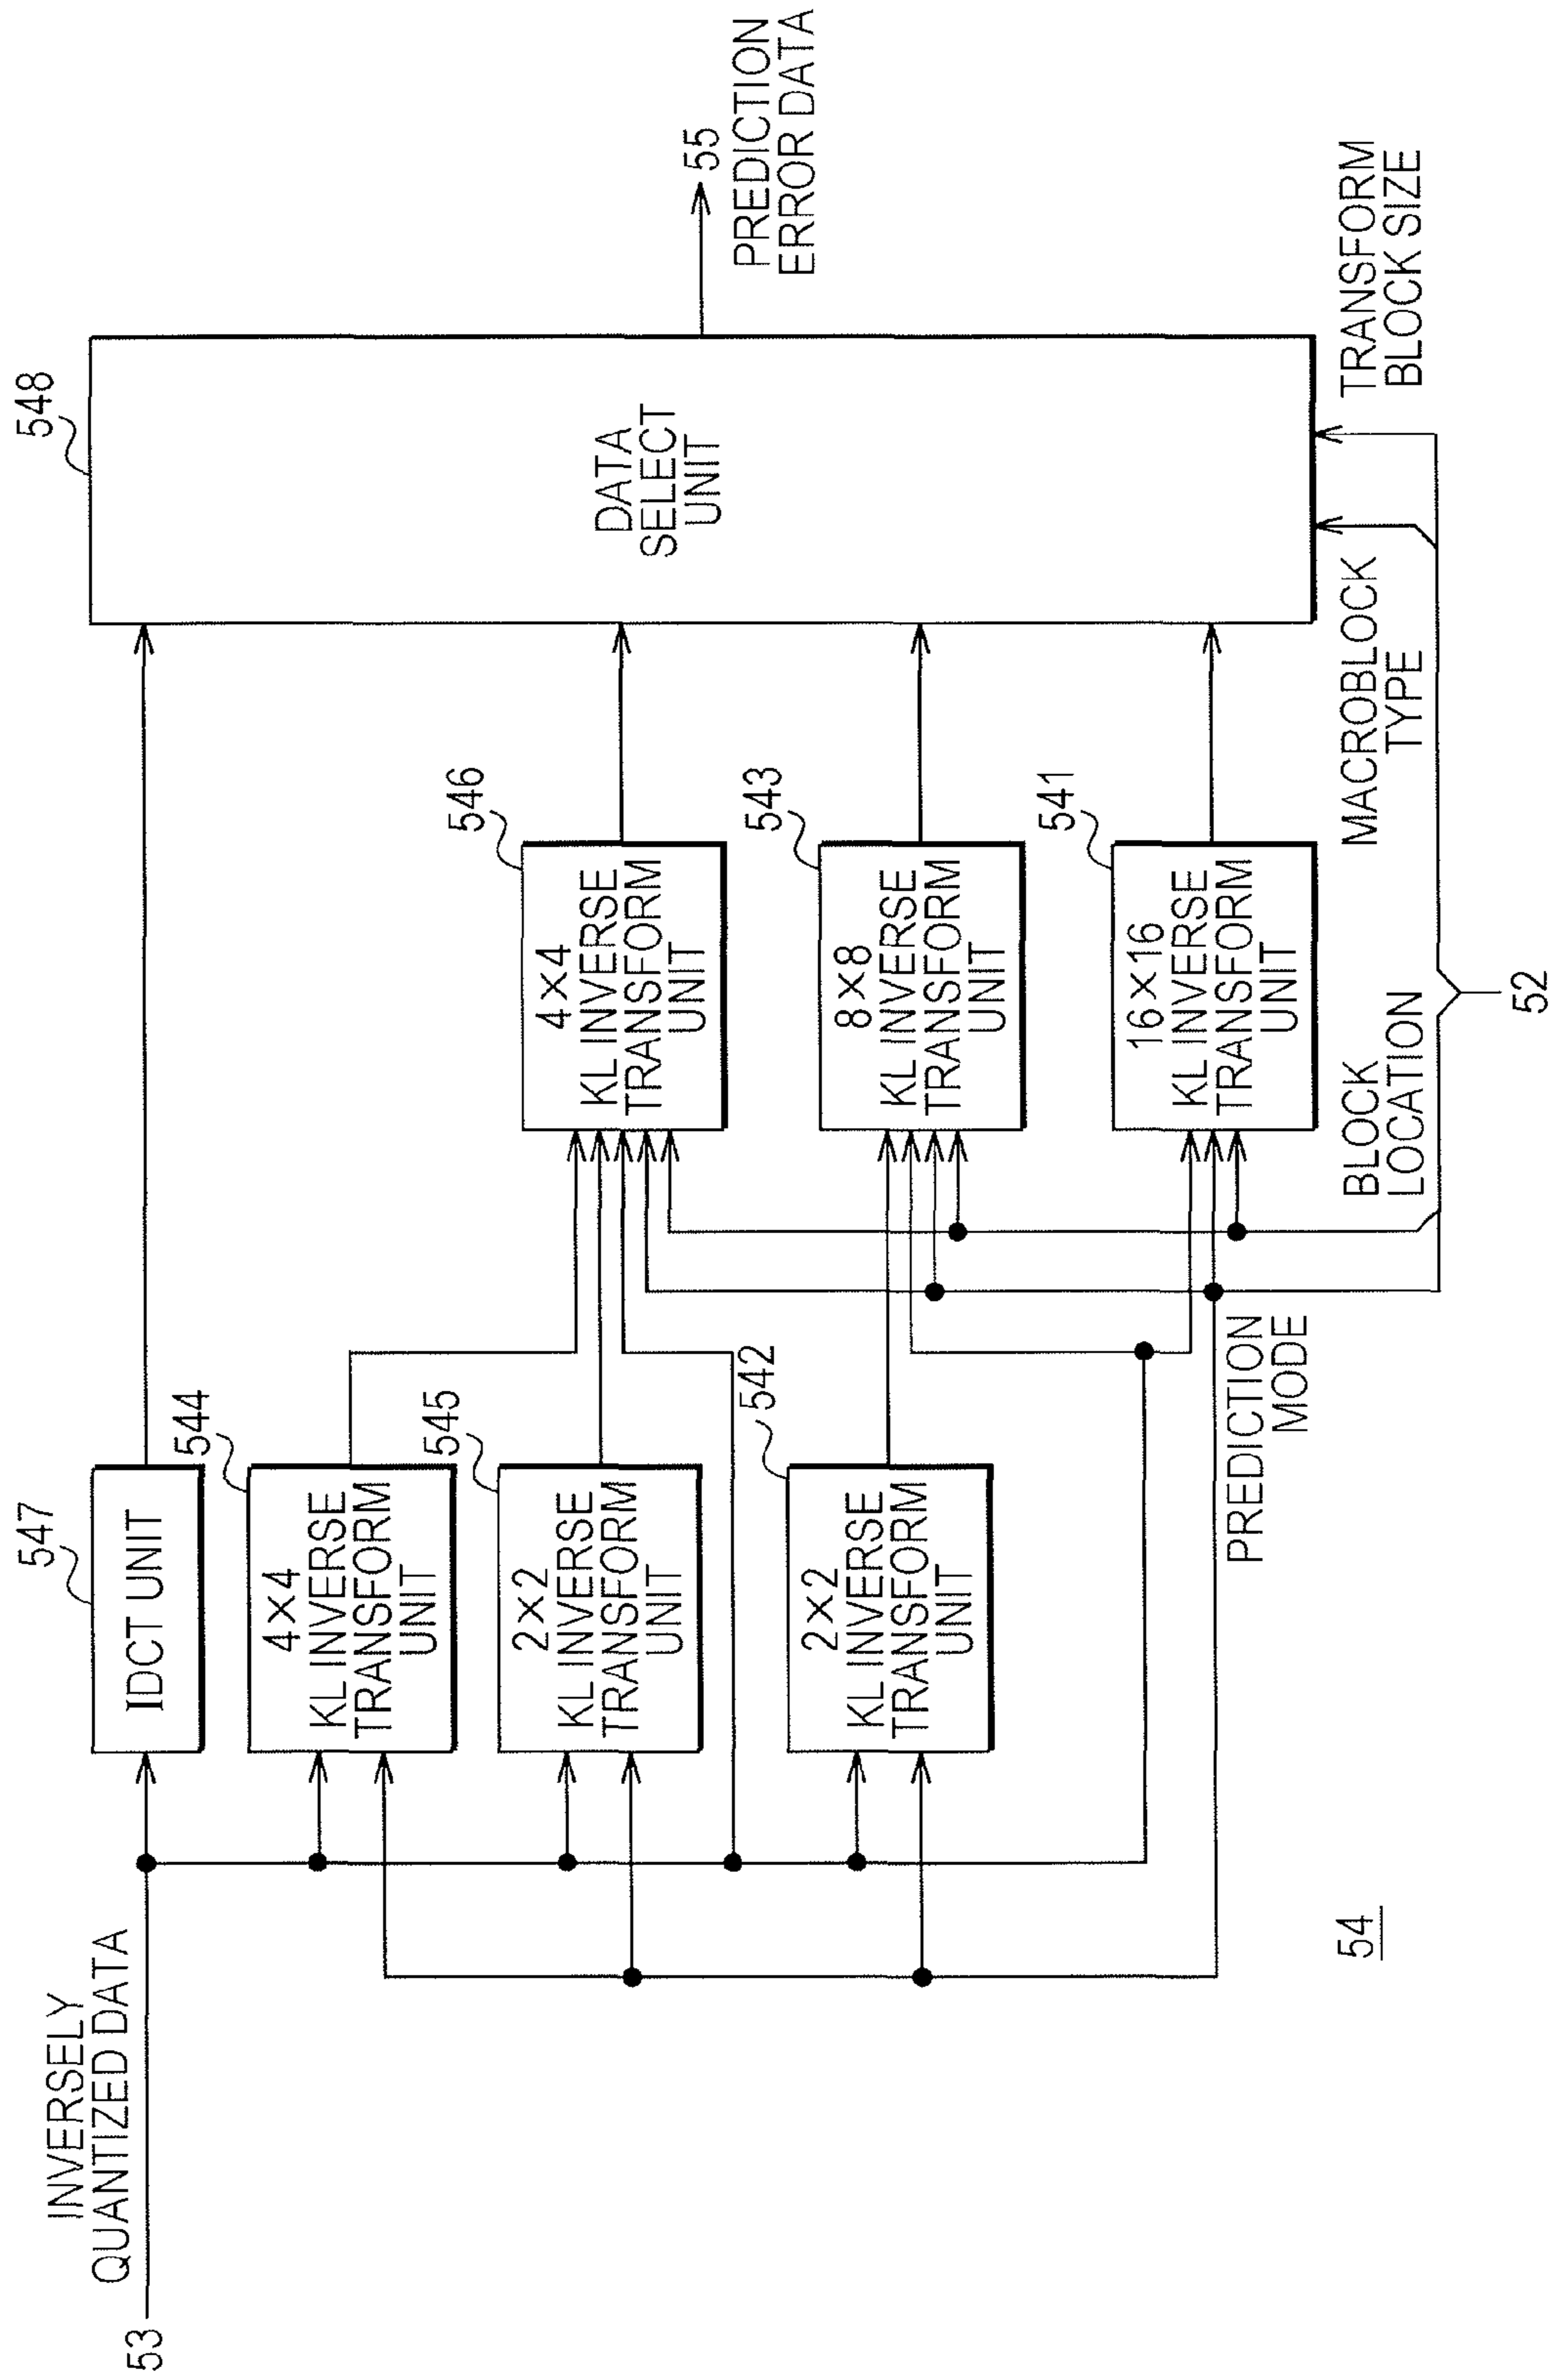 INVERSELY
QUANTIZED DATA
53
547
IDCT UNIT
544
4×4
KL INVERSE
TRANSFORM
UNIT
545
2×2
KL INVERSE
TRANSFORM
UNIT
542
2×2
KL INVERSE
TRANSFORM
UNIT
546
4×4
KL INVERSE
TRANSFORM
UNIT
543
8×8
KL INVERSE
TRANSFORM
UNIT
541
16×16
KL INVERSE
TRANSFORM
UNIT
548
DATA
SELECT
UNIT
55
PREDICTION
ERROR DATA
PREDICTION
MODE
BLOCK
LOCATION
MACROBLOCK
TYPE
TRANSFORM
BLOCK SIZE
52
54